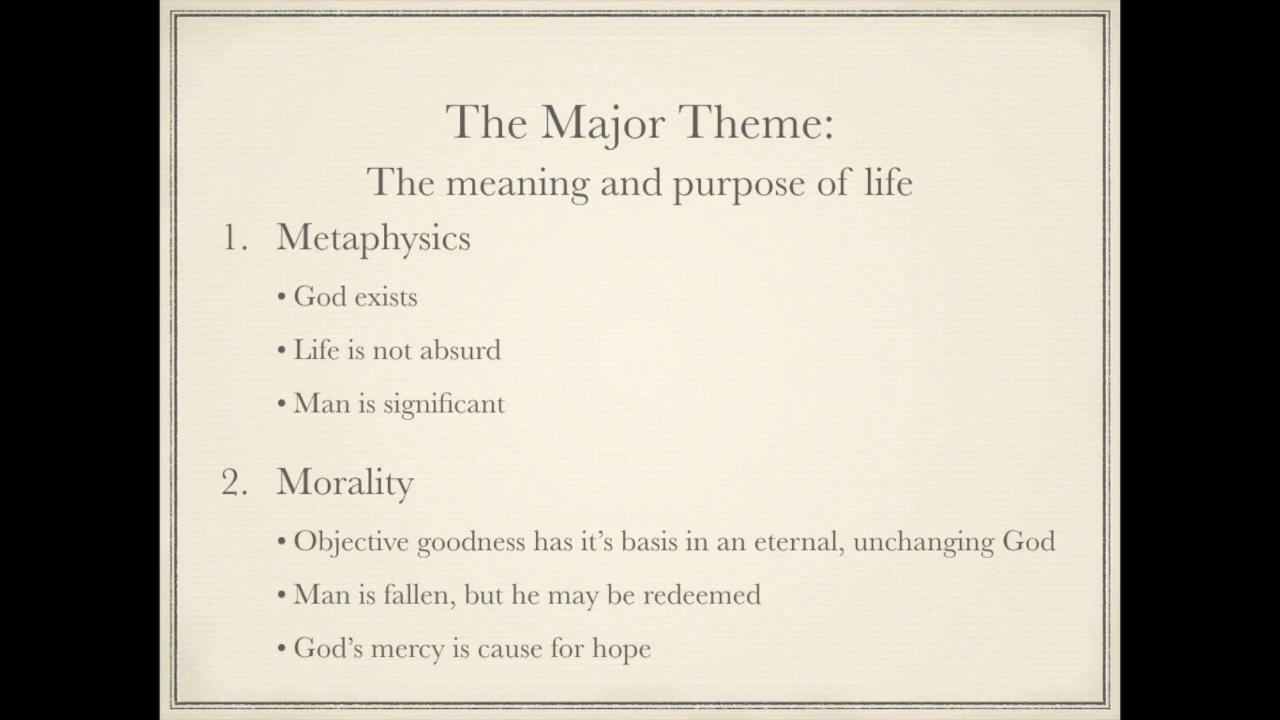 The Major Theme:
The meaning and purpose of life
1. Metaphysics
• God exists
• Life is not absurd
• Man is significant
2. Morality
• Objective goodness has it’s basis in an eternal, unchanging God
• Man is fallen, but he may be redeemed
• God’s mercy is cause for hope